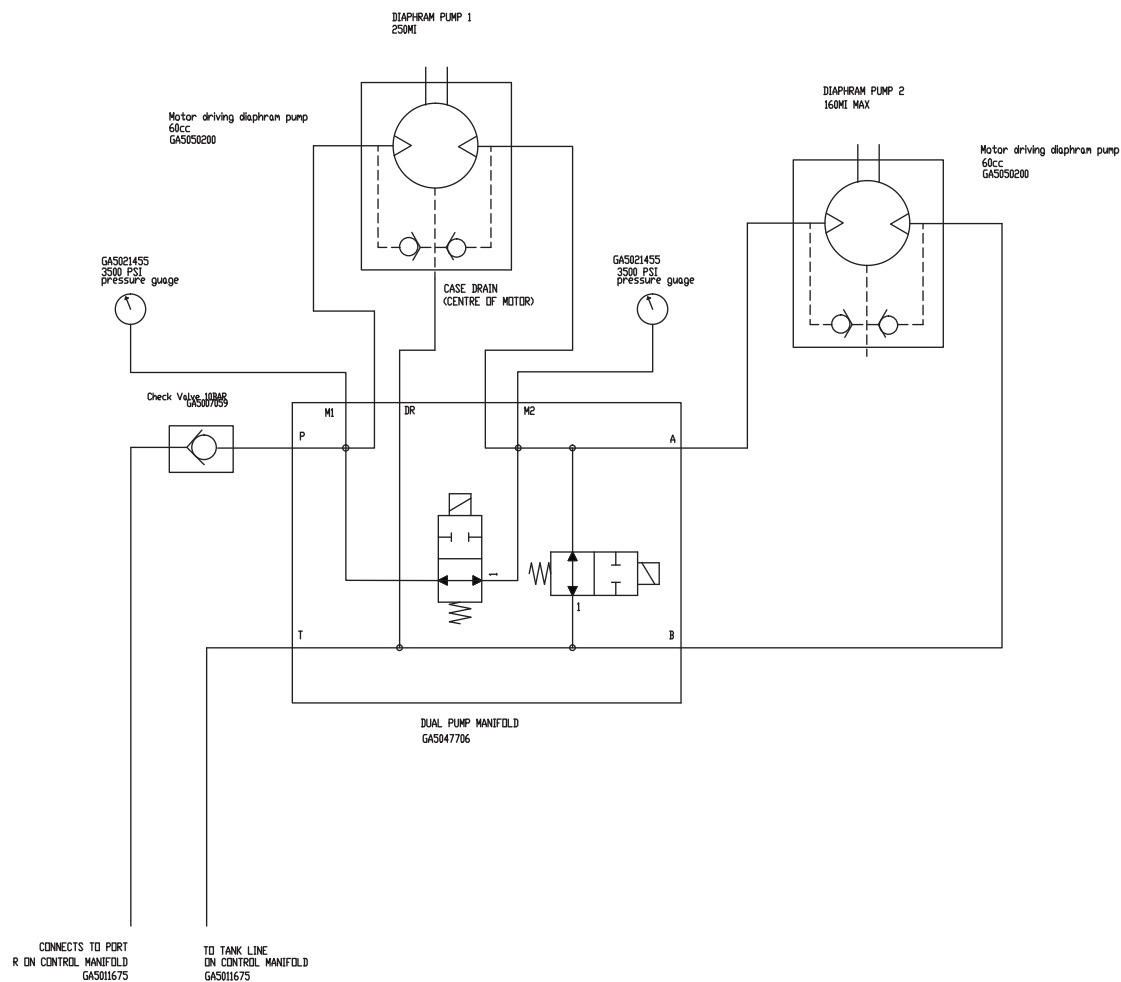 DIAPHRAM PUMP 1
250MI
DIAPHRAM PUMP 2
160MI MAX
Motor driving diaphram pump
60cc
GA5050200
Motor driving diaphram pump
60cc
GA5050200
GA5021455
3500 PSI
pressure guage
GA5021455
3500 PSI
pressure guage
CASE DRAIN
(CENTRE OF MOTOR)
Check Valve 10BAR
GA5007059
M1
DR
M2
P
A
1
1
T
B
DUAL PUMP MANIFOLD
GA5047706
CONNECTS TO PORT
R ON CONTROL MANIFOLD
GA5011675
TO TANK LINE
ON CONTROL MANIFOLD
GA5011675